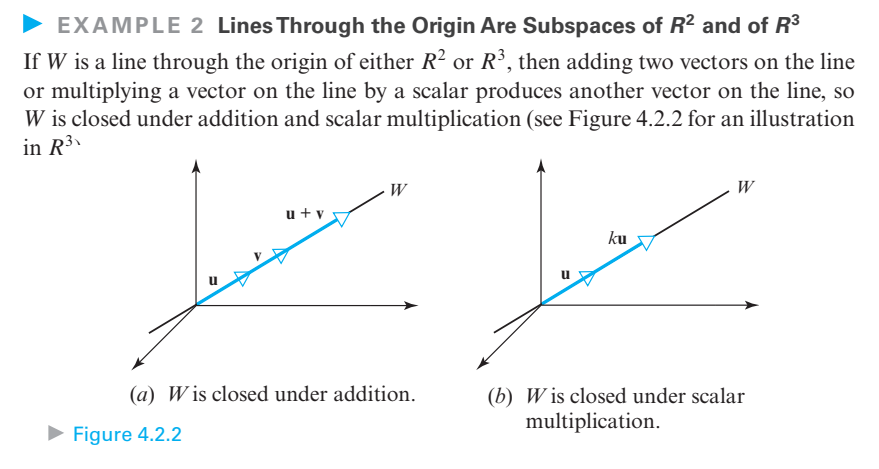 ▶ EXAMPLE 2 Lines Through the Origin Are Subspaces of R² and of R³
If W is a line through the origin of either R² or R³, then adding two vectors on the line
or multiplying a vector on the line by a scalar produces another vector on the line, so
W is closed under addition and scalar multiplication (see Figure 4.2.2 for an illustration
in R³
W
u + v
v
u
W
ku
u
(a) W is closed under addition.
(b) W is closed under scalar
multiplication.
▶ Figure 4.2.2